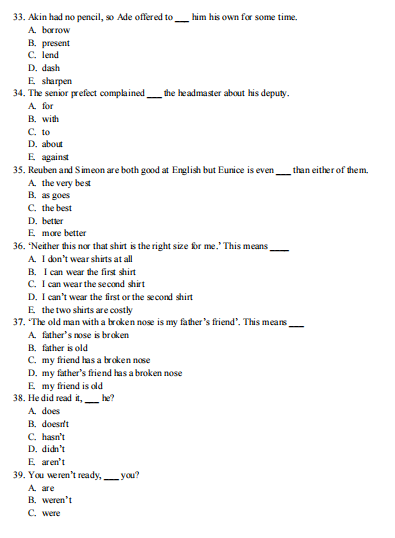 33. Akin had no pencil, so Ade offered to ___ him his own for some time.
A. borrow
B. present
C. lend
D. dash
E. sharpen
34. The senior prefect complained ___ the headmaster about his deputy.
A. for
B. with
C. to
D. about
E. against
35. Reuben and Simeon are both good at English but Eunice is even ___ than either of them.
A. the very best
B. as goes
C. the best
D. better
E. more better
36. ‘Neither this nor that shirt is the right size for me.’ This means ____
A. I don’t wear shirts at all
B. I can wear the first shirt
C. I can wear the second shirt
D. I can’t wear the first or the second shirt
E. the two shirts are costly
37. ‘The old man with a broken nose is my father’s friend’. This means ___
A. father’s nose is broken
B. father is old
C. my friend has a broken nose
D. my father’s friend has a broken nose
E. my friend is old
38. He did read it, ___ he?
A. does
B. doesn't
C. hasn’t
D. didn’t
E. aren’t
39. You weren’t ready, ___ you?
A. are
B. weren’t
C. were